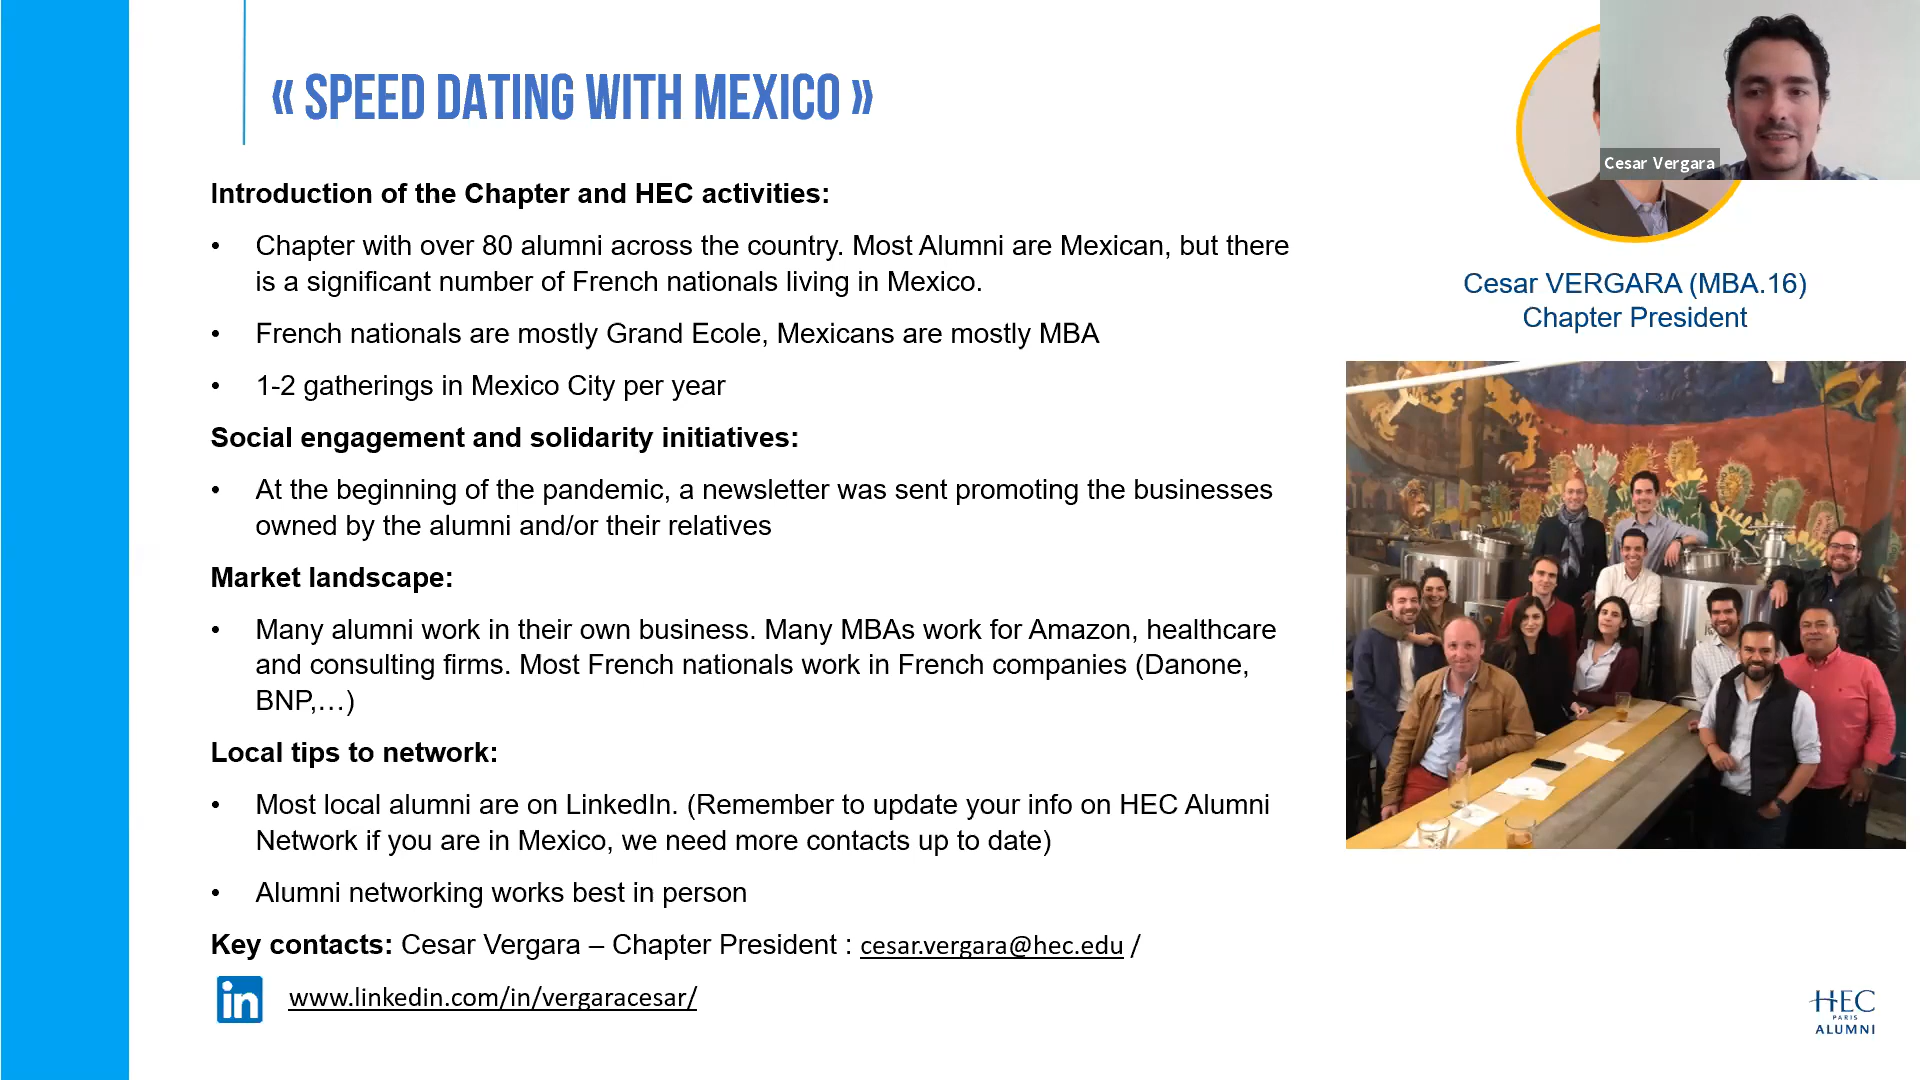 « SPEED DATING WITH MEXICO »
Cesar Vergara
Introduction of the Chapter and HEC activities:
• Chapter with over 80 alumni across the country. Most Alumni are Mexican, but there
is a significant number of French nationals living in Mexico.
• French nationals are mostly Grand Ecole, Mexicans are mostly MBA
• 1-2 gatherings in Mexico City per year
Social engagement and solidarity initiatives:
• At the beginning of the pandemic, a newsletter was sent promoting the businesses
owned by the alumni and/or their relatives
Market landscape:
• Many alumni work in their own business. Many MBAs work for Amazon, healthcare
and consulting firms. Most French nationals work in French companies (Danone,
BNP,…)
Local tips to network:
• Most local alumni are on LinkedIn. (Remember to update your info on HEC Alumni
Network if you are in Mexico, we need more contacts up to date)
• Alumni networking works best in person
Key contacts: Cesar Vergara – Chapter President : cesar.vergara@hec.edu /
in www.linkedin.com/in/vergaracesar/
Cesar VERGARA (MBA.16)
Chapter President
HEC
PARIS
ALUMNI